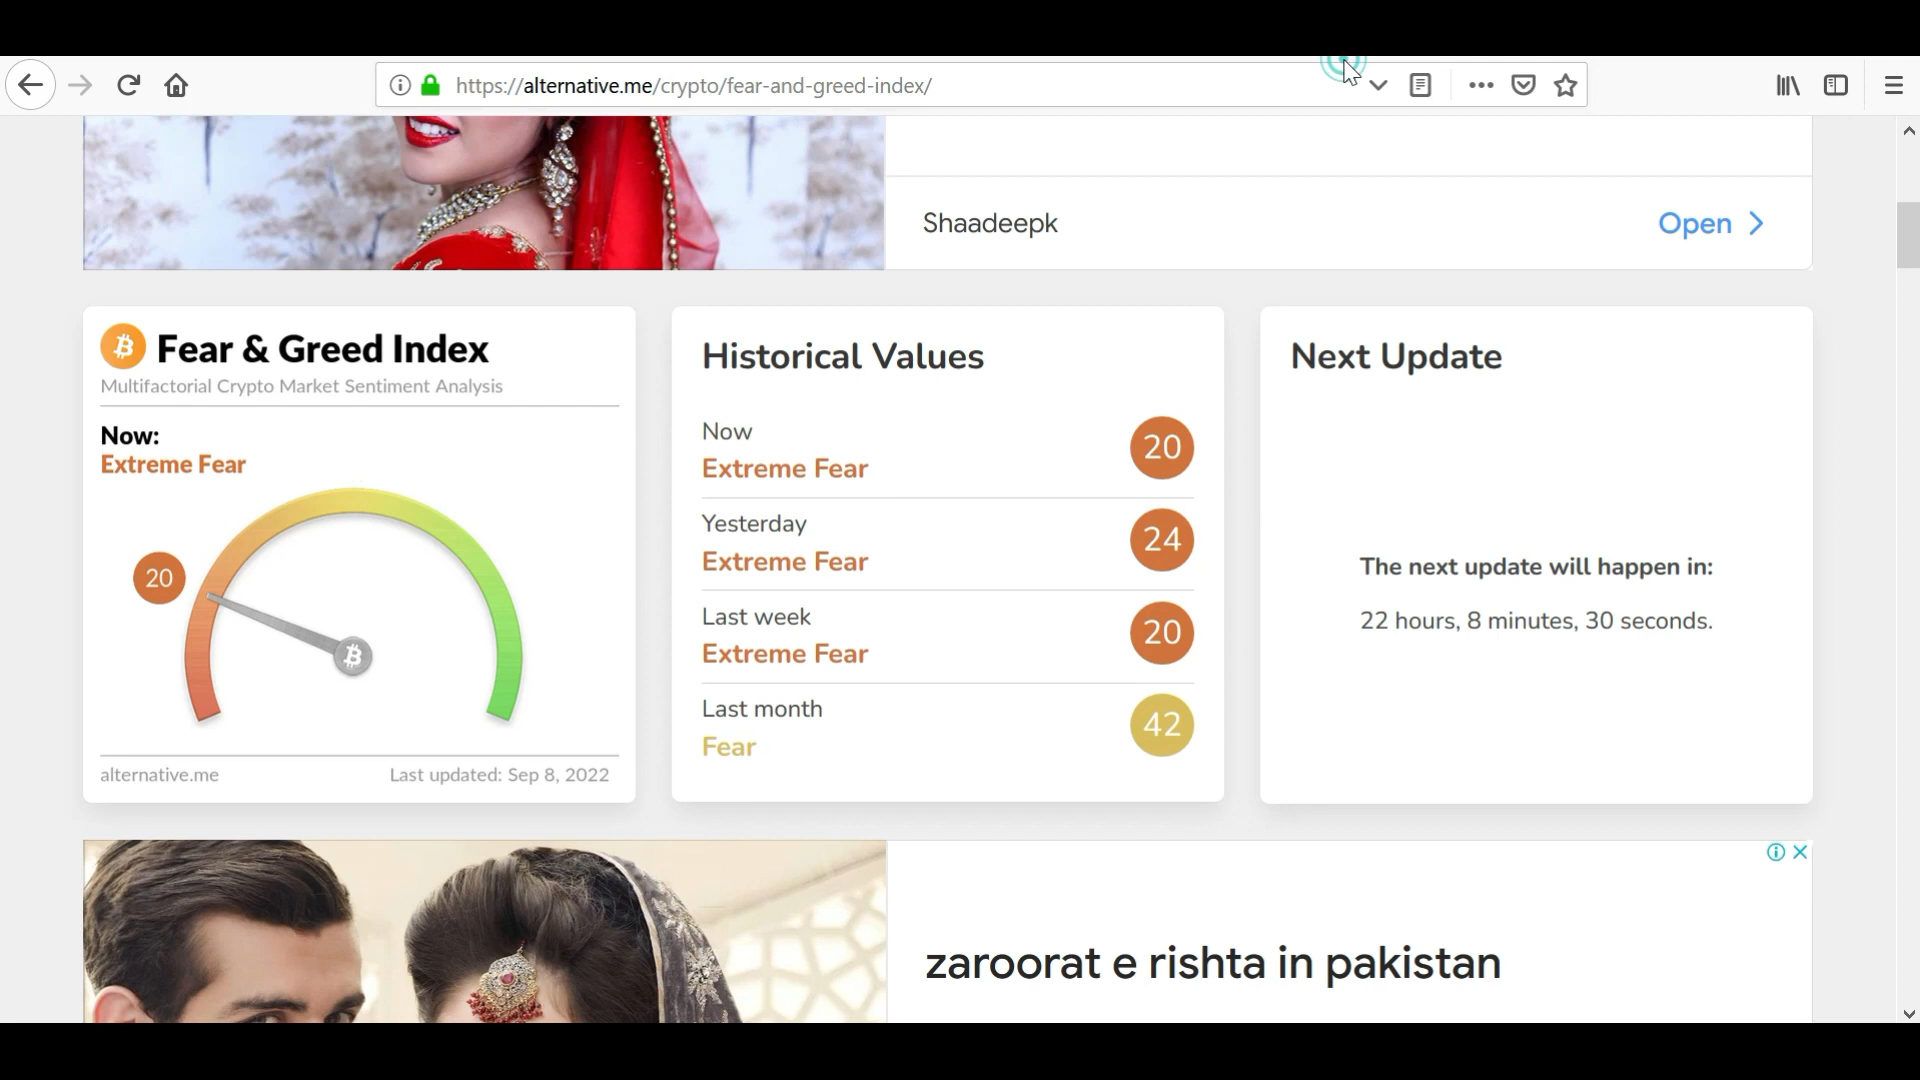 https://alternative.me/crypto/fear-and-greed-index/
Shaadeepk
Open
Fear & Greed Index
Multifactorial Crypto Market Sentiment Analysis
Now:
Extreme Fear
20
alternative.me
Last updated: Sep 8, 2022
Historical Values
Now
Extreme Fear
20
Yesterday
Extreme Fear
24
Last week
Extreme Fear
20
Last month
Fear
42
Next Update
The next update will happen in:
22 hours, 8 minutes, 30 seconds.
zaroorat e rishta in pakistan